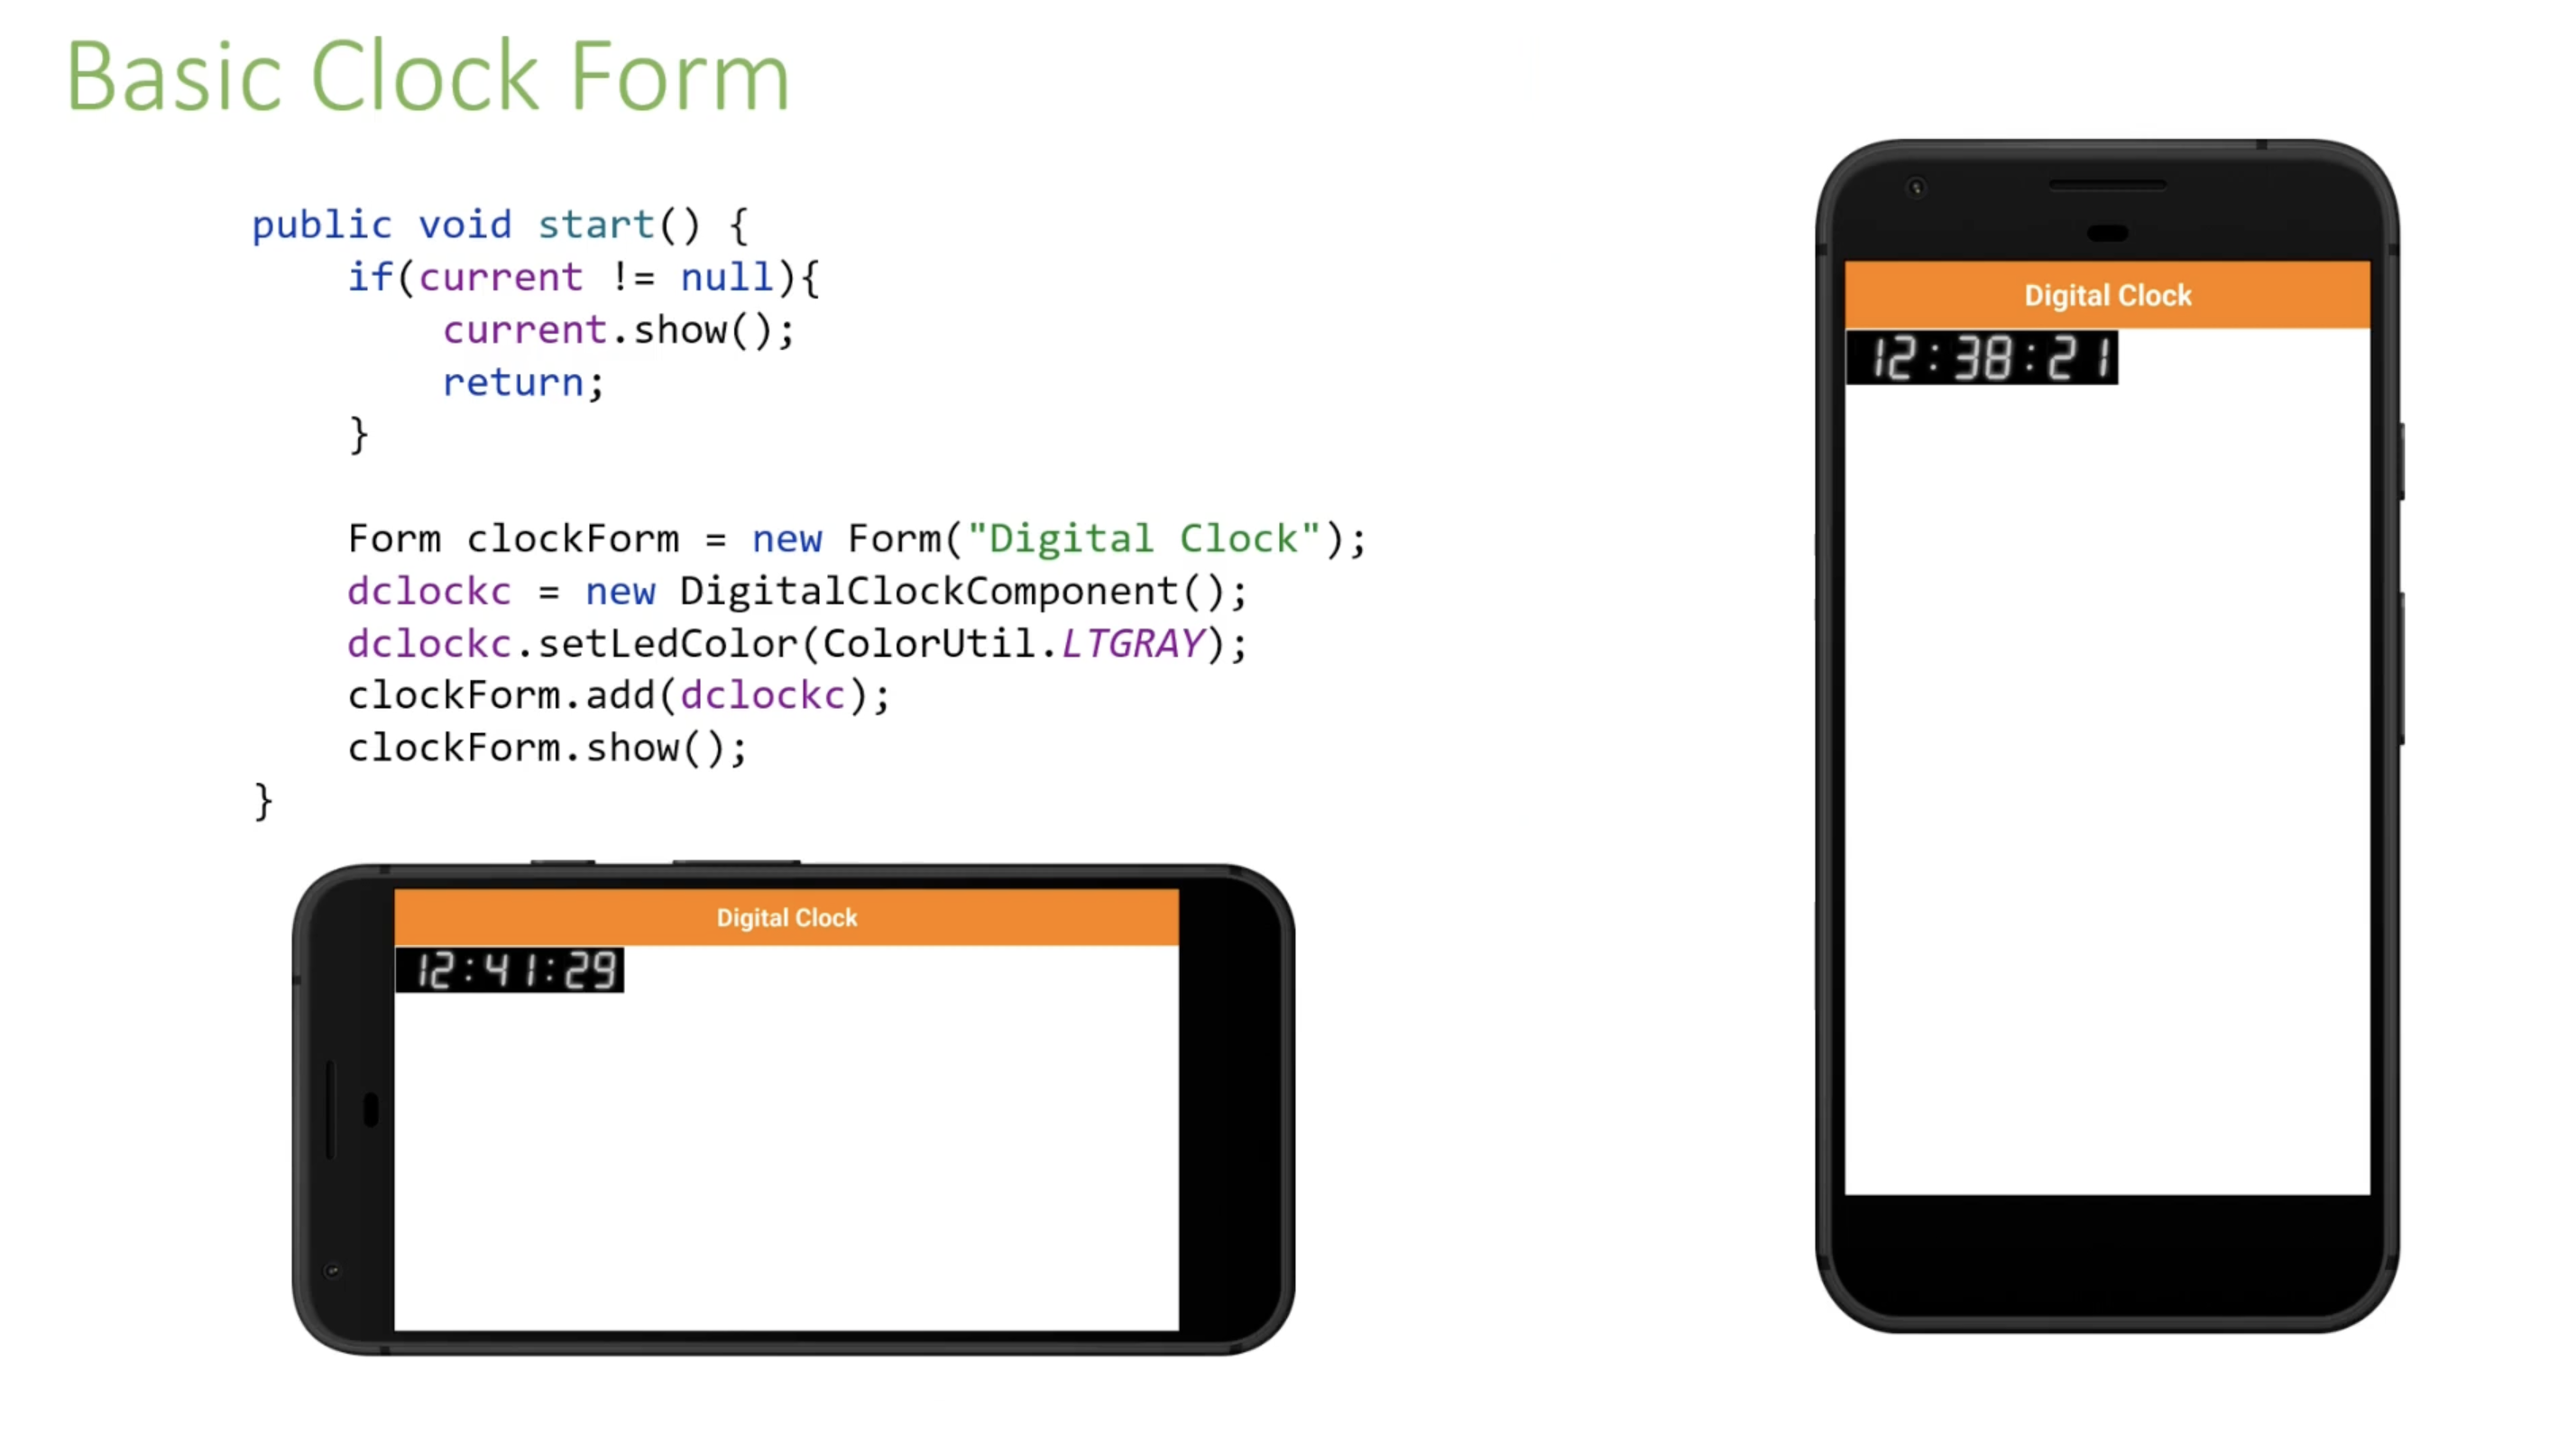 Basic Clock Form
public void start() {
if(current != null){
current.show();
return;
}
Form clockForm = new Form("Digital Clock");
dclockc = new DigitalClockComponent();
dclockc.setLedColor(ColorUtil.LTGRAY);
clockForm.add(dclockc);
clockForm.show();
}
Digital Clock
12:41:29
Digital Clock
12:38:21